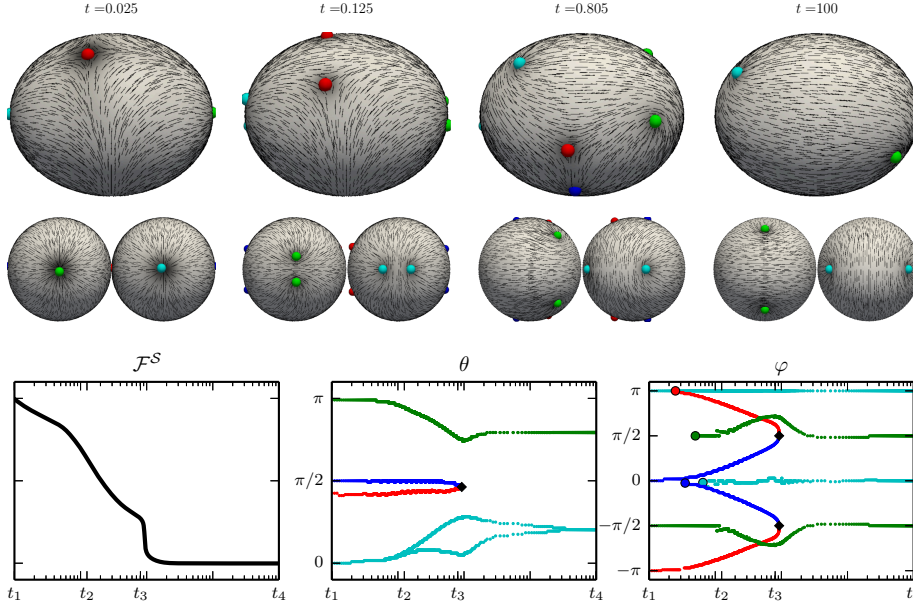 t =0.025
t =0.125
t =0.805
t =100
ℱ^𝒮
θ
φ
π
π/2
0
π
π/2
0
−π/2
−π
t₁
t₂
t₃
t₄
t₁
t₂
t₃
t₄
t₁
t₂
t₃